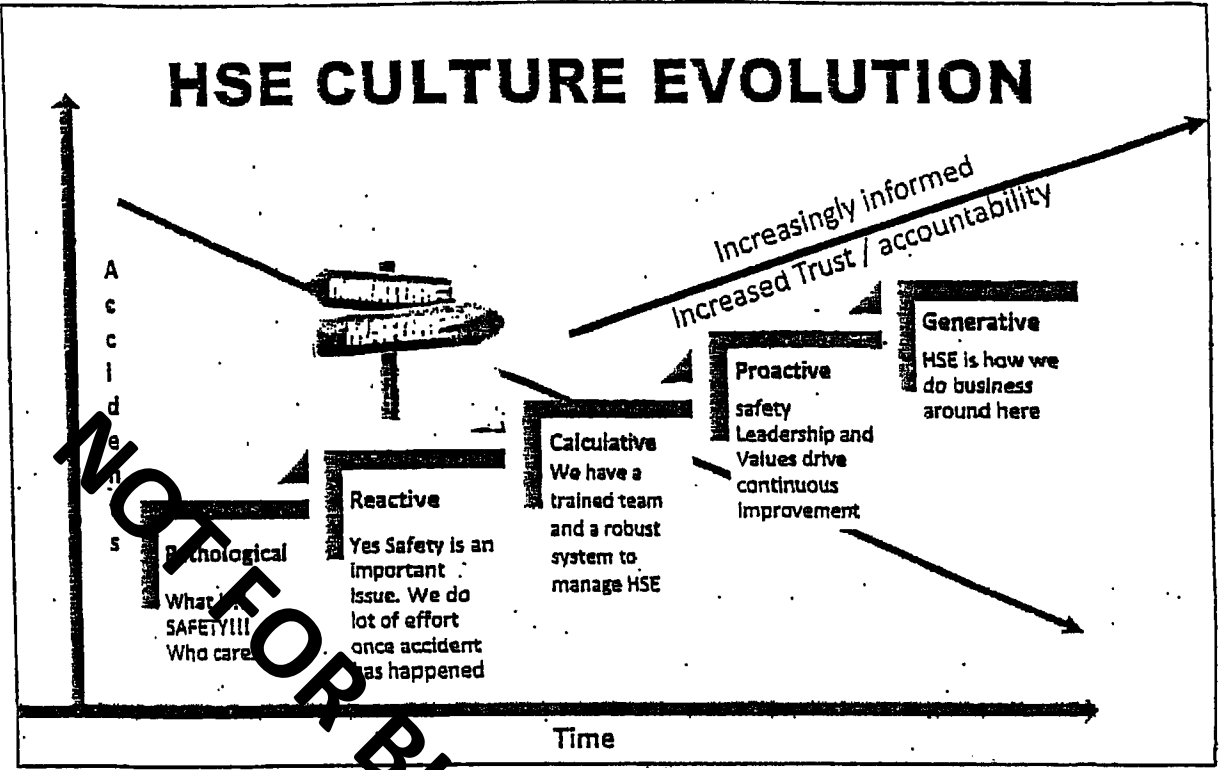 HSE CULTURE EVOLUTION
Increasingly informed
Increased Trust / accountability
Accidents
Generative
HSE is how we
do business
around here
Proactive
safety
Leadership and
Values drive
continuous
improvement
Calculative
We have a
trained team
and a robust
system to
manage HSE
Reactive
Yes Safety is an
important
issue. We do
lot of effort
once accident
has happened
Pathological
What
SAFETY!!!
Who care
Time
NOT FOR